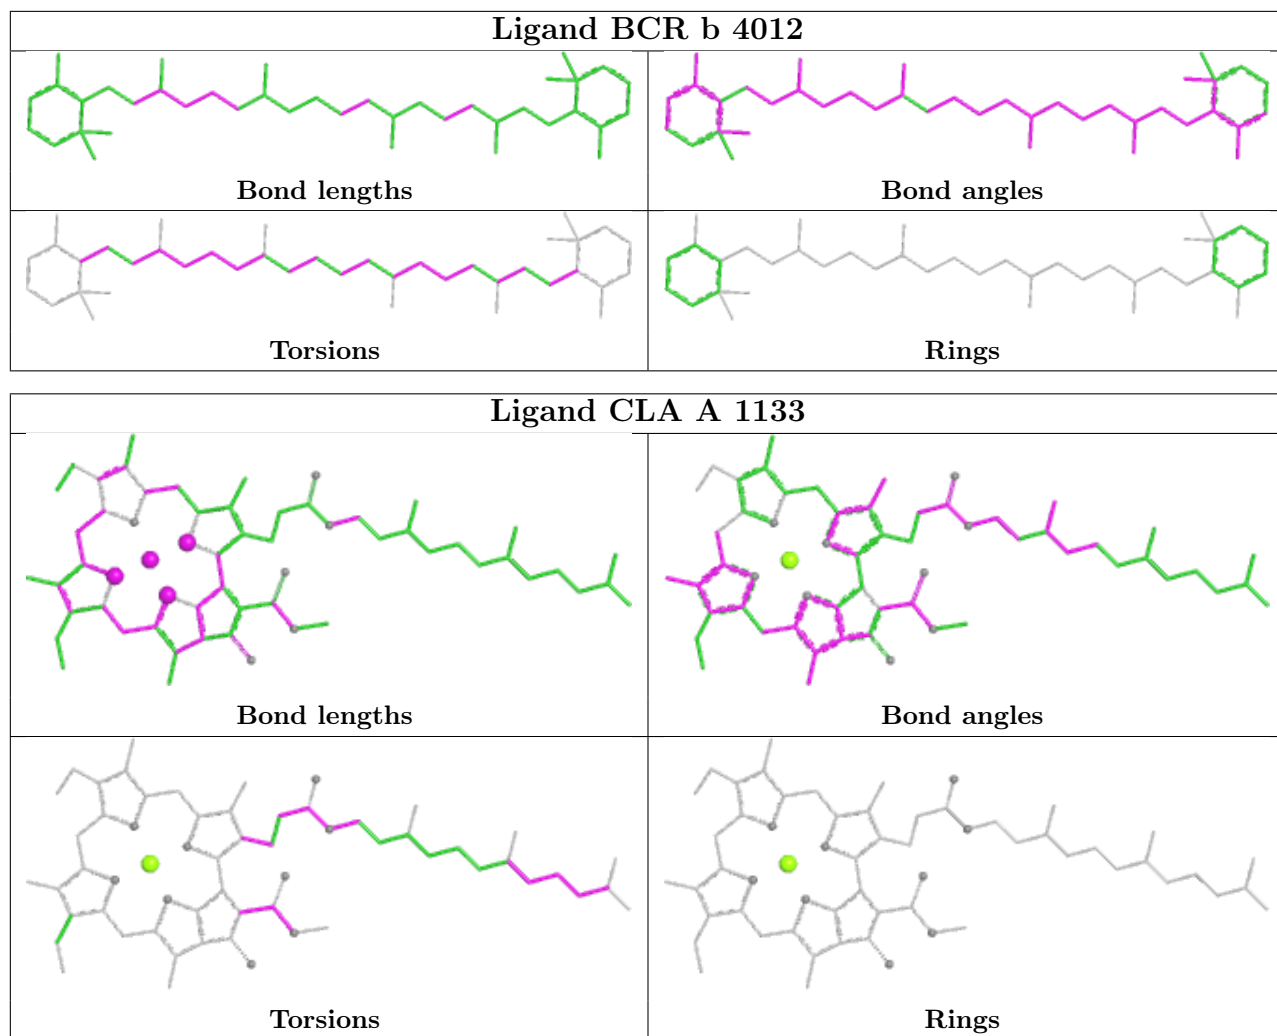 Ligand BCR b 4012
Bond lengths
Bond angles
Torsions
Rings
Ligand CLA A 1133
Bond lengths
Bond angles
Torsions
Rings